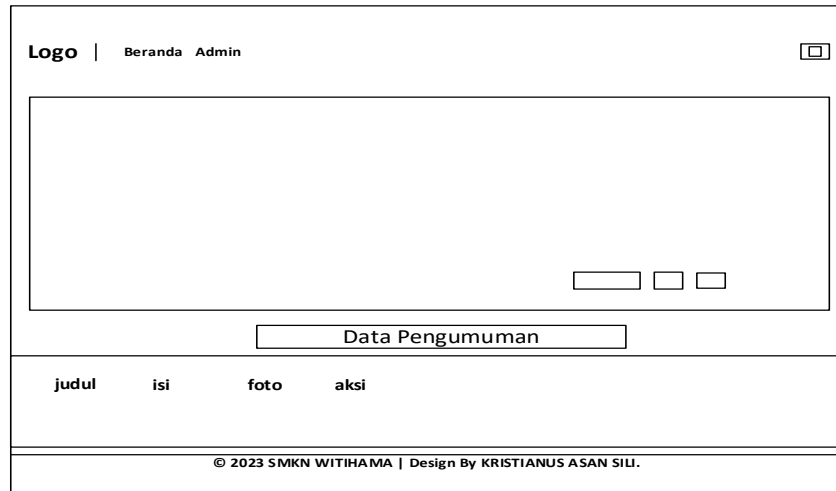 Logo | Beranda Admin
Data Pengumuman
judul isi foto aksi
© 2023 SMKN WITIHAMA | Design By KRISTIANUS ASAN SILI.